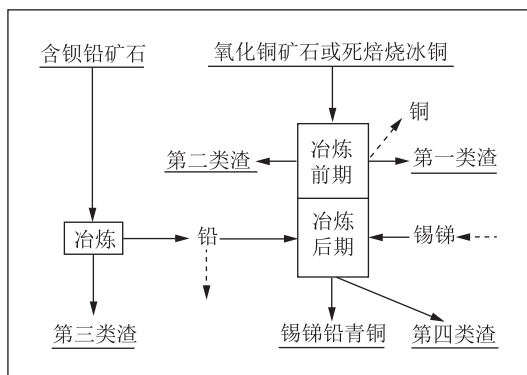 含钡铅矿石
氧化铜矿石或死焙烧冰铜
铜
第二类渣
冶炼
前期
第一类渣
冶炼
铅
冶炼
后期
锡锑
第三类渣
锡锑铅青铜
第四类渣